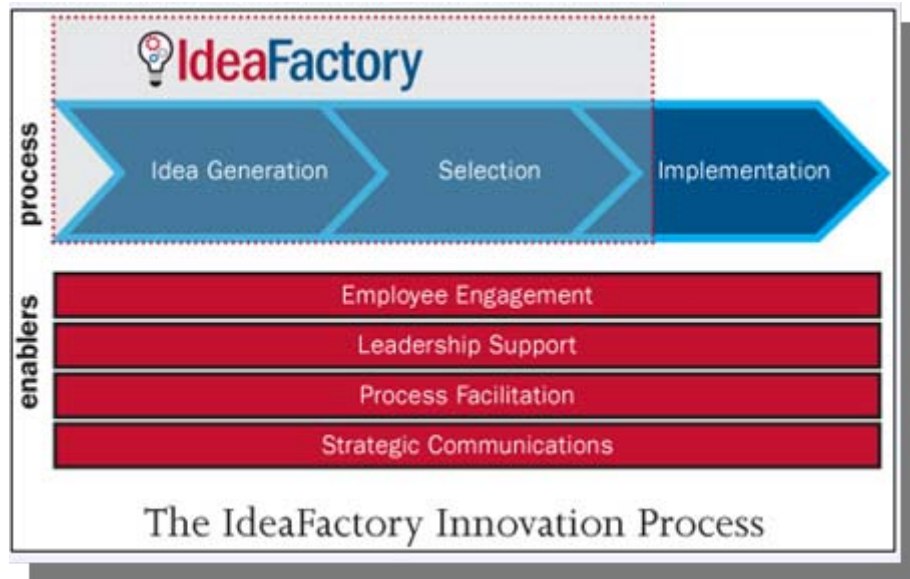 IdeaFactory
process
Idea Generation
Selection
Implementation
enablers
Employee Engagement
Leadership Support
Process Facilitation
Strategic Communications
The IdeaFactory Innovation Process